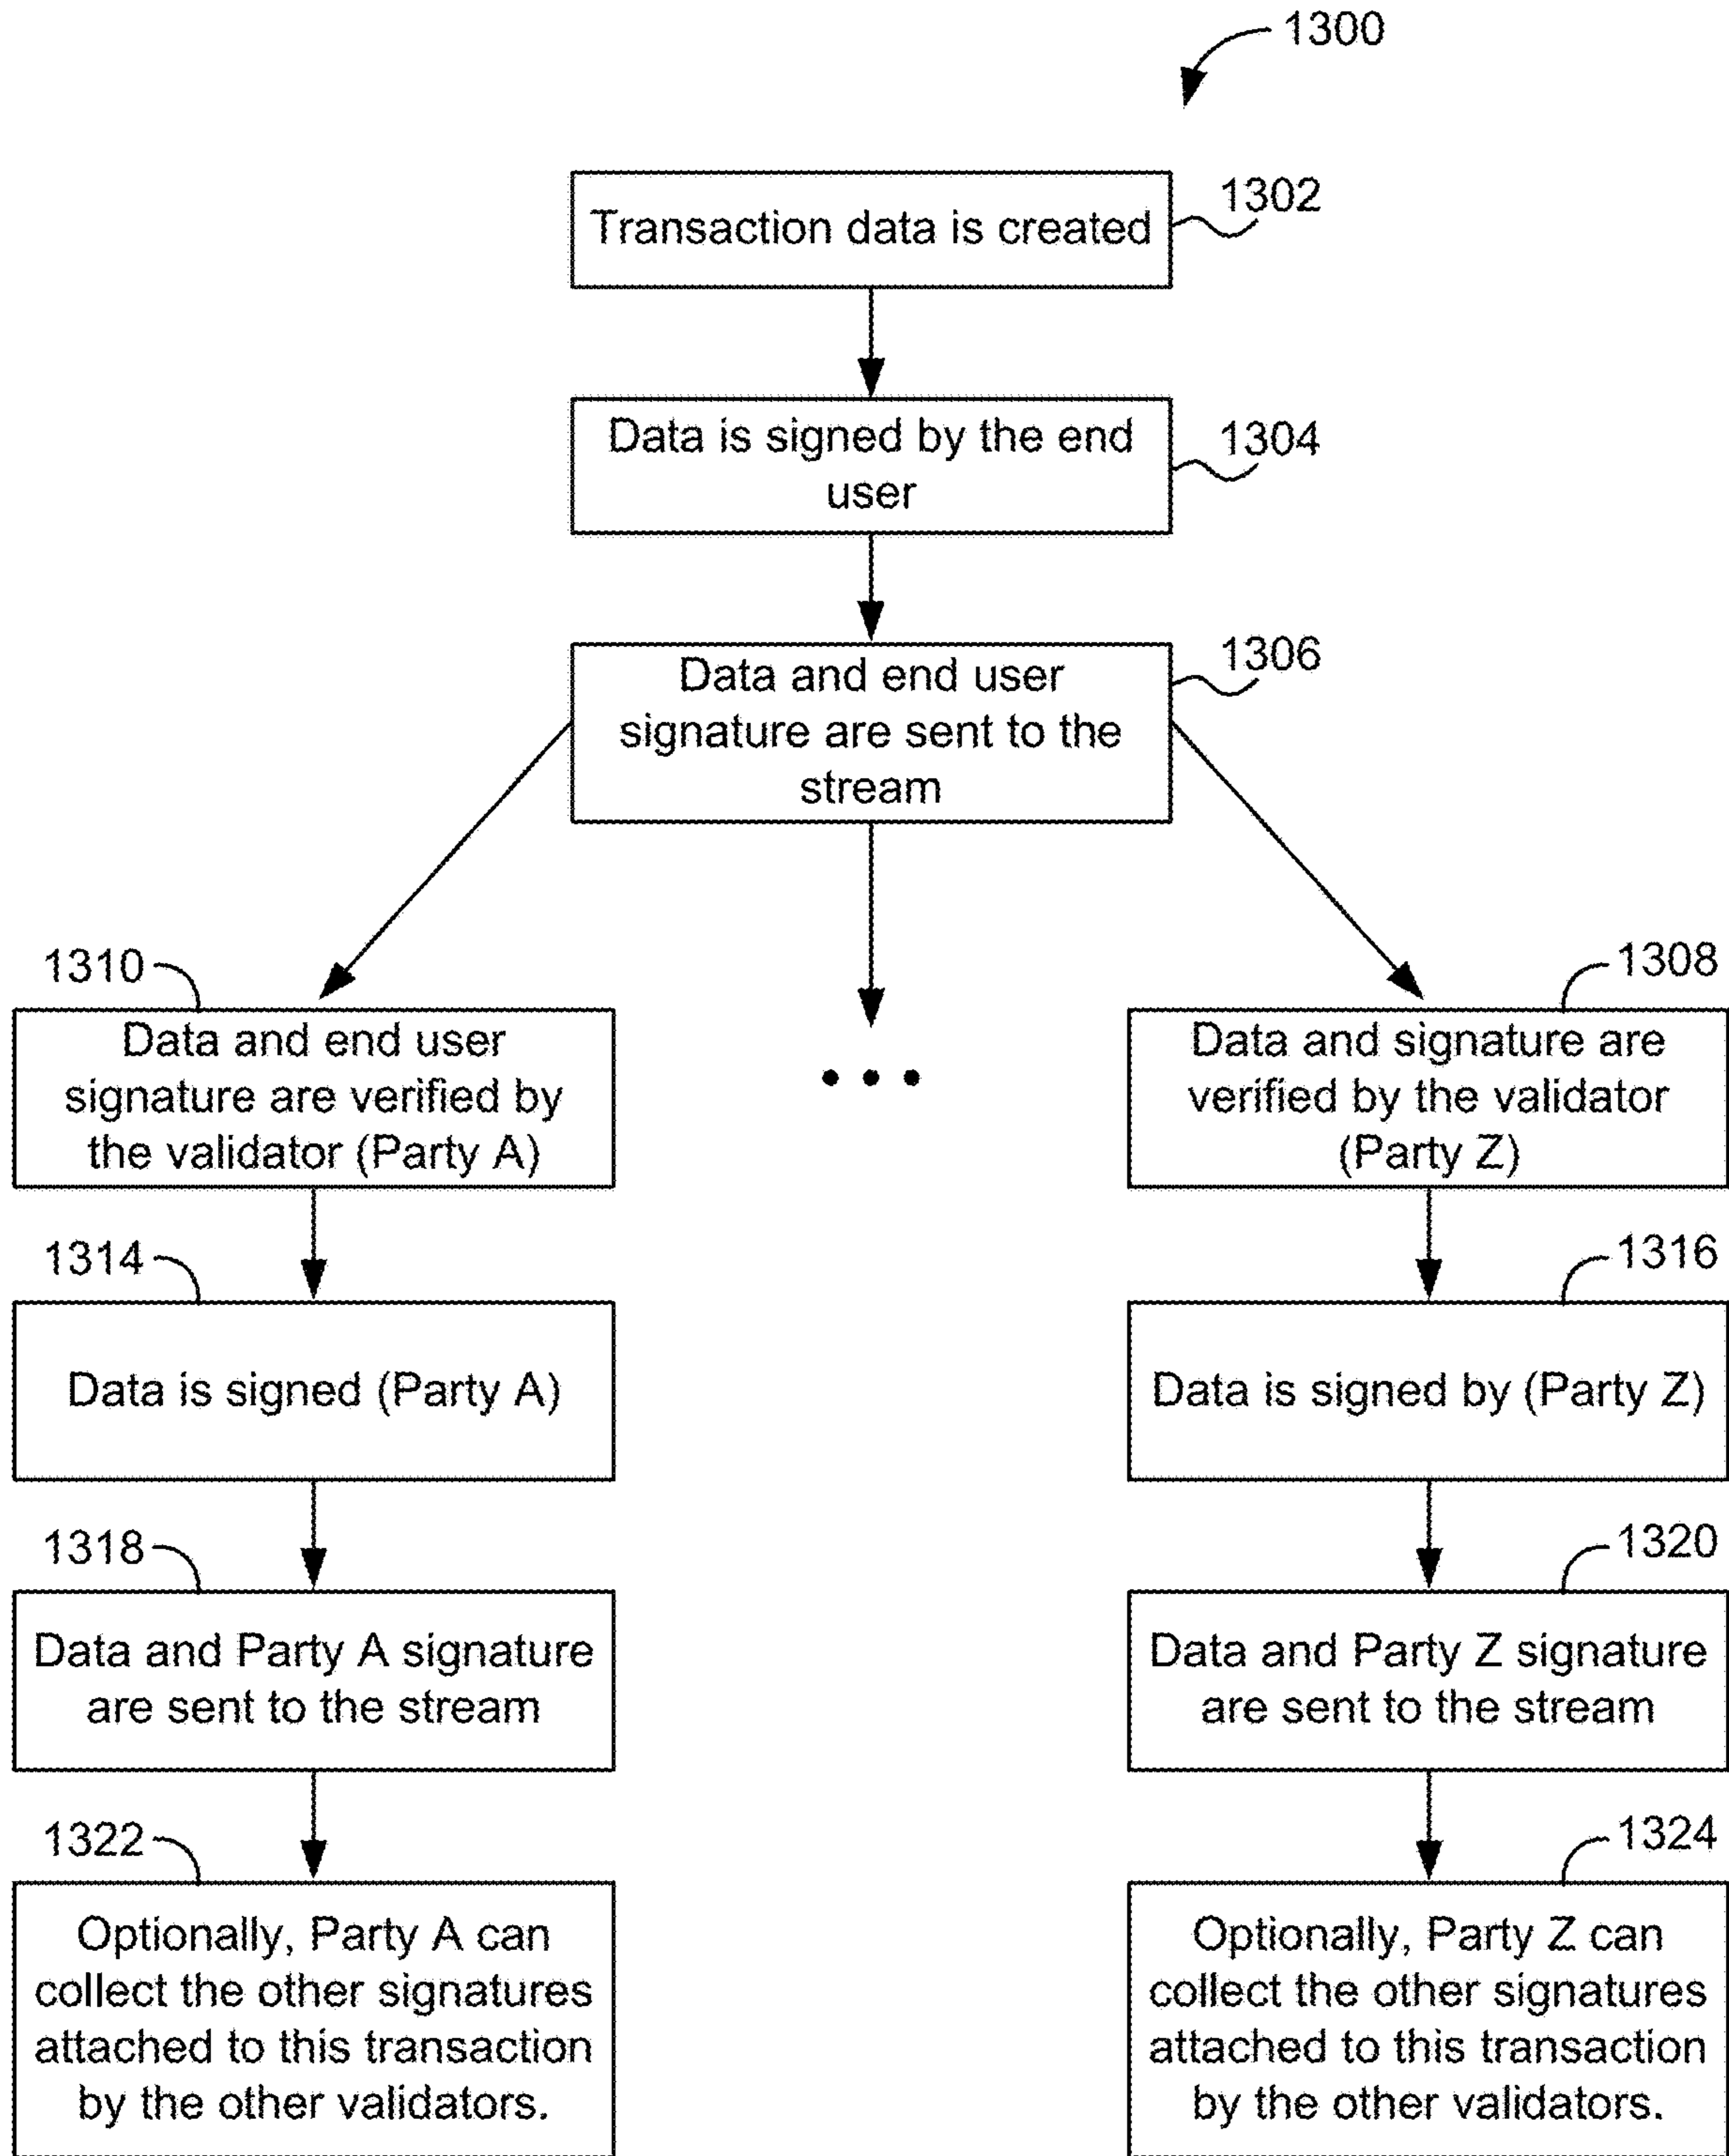 1300
Transaction data is created
1302
Data is signed by the end
user
1304
Data and end user
signature are sent to the
stream
1306
1310
Data and end user
signature are verified by
the validator (Party A)
• • •
1308
Data and signature are
verified by the validator
(Party Z)
1314
Data is signed (Party A)
1316
Data is signed by (Party Z)
1318
Data and Party A signature
are sent to the stream
1320
Data and Party Z signature
are sent to the stream
1322
Optionally, Party A can
collect the other signatures
attached to this transaction
by the other validators.
1324
Optionally, Party Z can
collect the other signatures
attached to this transaction
by the other validators.